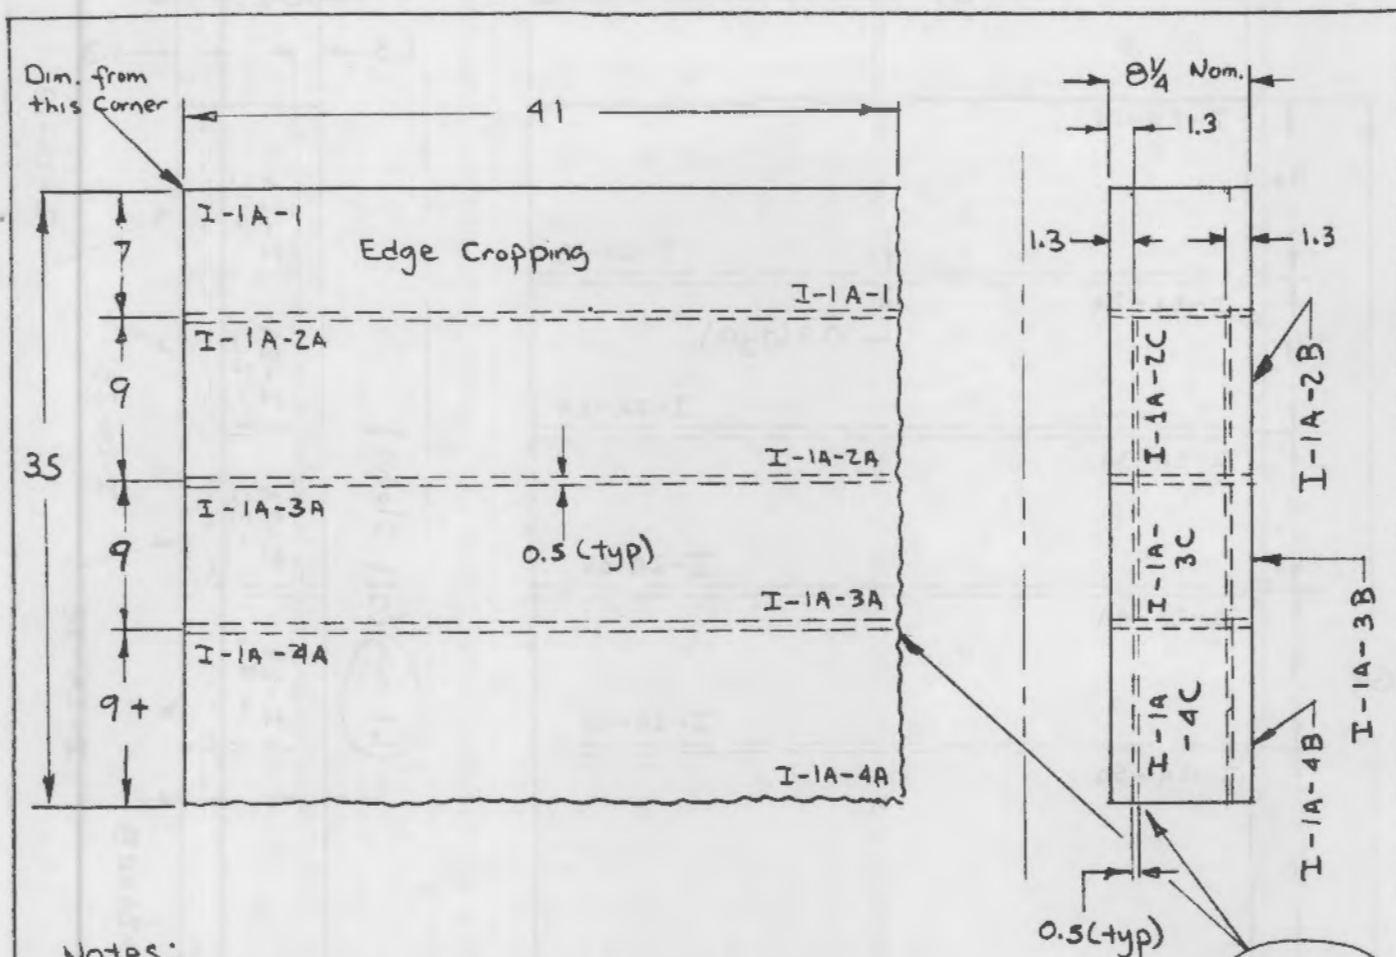 Dim. from
this Corner
41
8¼ Nom.
1.3
I-1A-1
Edge Cropping
I-1A-1
7
1.3
1.3
I-1A-2A
I-1A-2C
I-1A-2B
9
35
I-1A-2A
I-1A-3A
0.5 (typ)
I-1A-
3C
I-1A-3B
9
I-1A-3A
I-1A-4A
9+
I-1A
-4C
I-1A-4B
I-1A-4A
0.5(typ)
Notes: